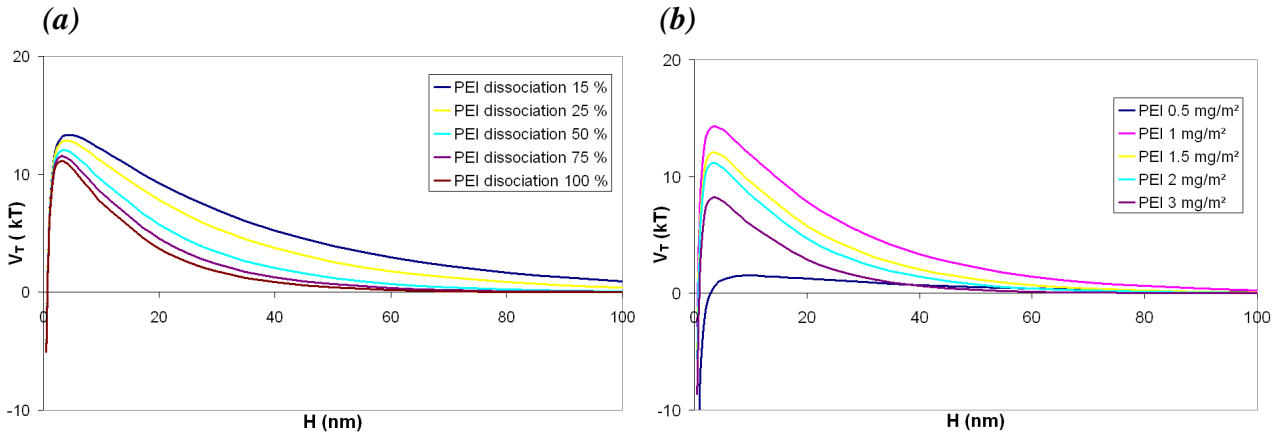 (a)
20
10
0
-10
V_T ( kT)
0
20
40
60
80
100
H (nm)
PEI dissociation 15 %
PEI dissociation 25 %
PEI dissociation 50 %
PEI dissociation 75 %
PEI disociation 100 %
(b)
20
10
0
-10
V_T (kT)
0
20
40
60
80
100
H (nm)
PEI 0.5 mg/m²
PEI 1 mg/m²
PEI 1.5 mg/m²
PEI 2 mg/m²
PEI 3 mg/m²